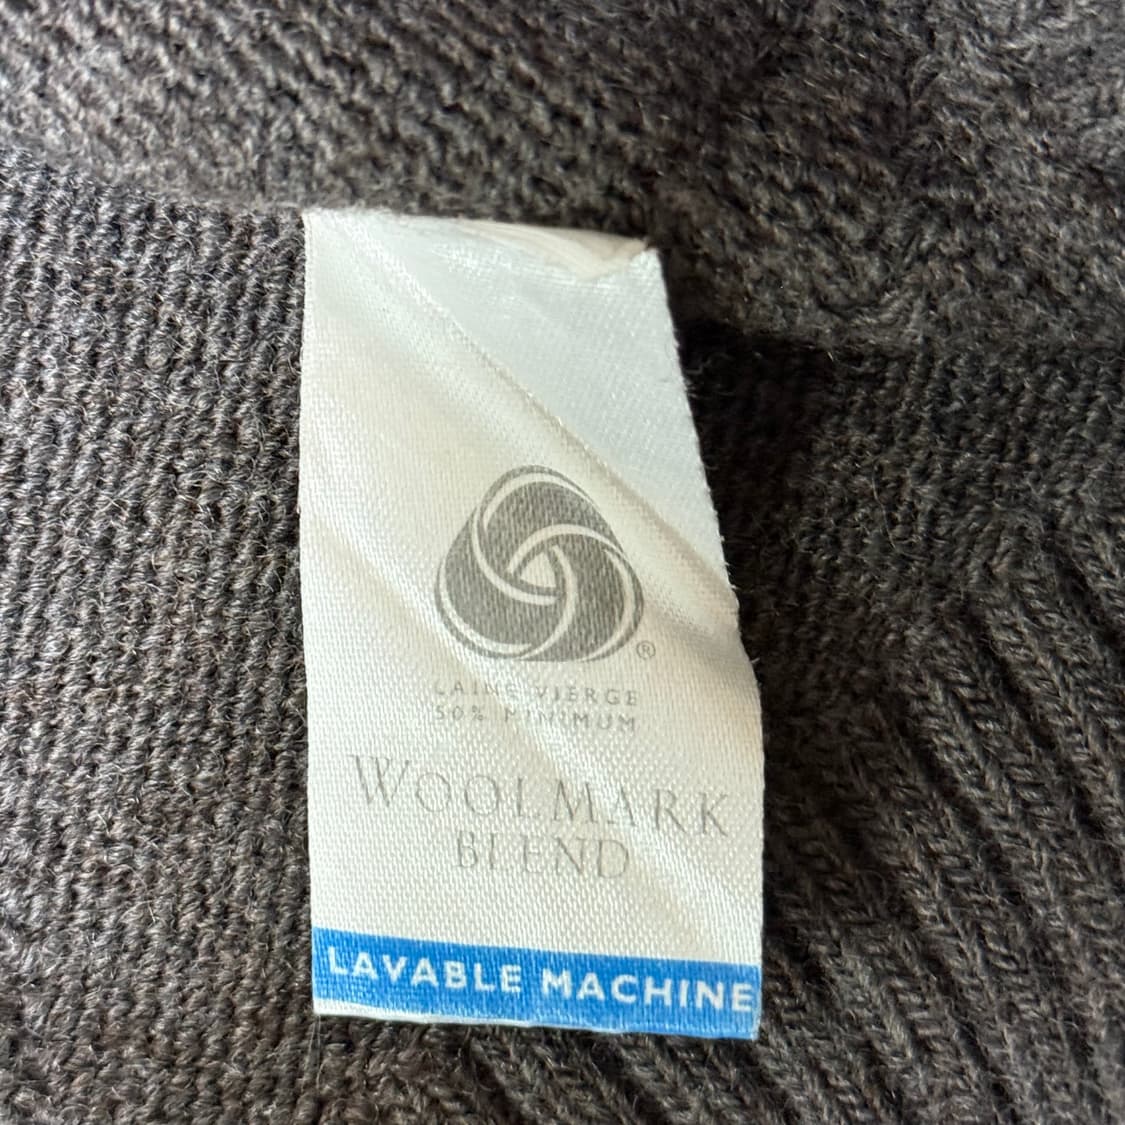 ®
LAINE VIERGE
50% MINIMUM
WOOLMARK
BLEND
LAVABLE MACHINE